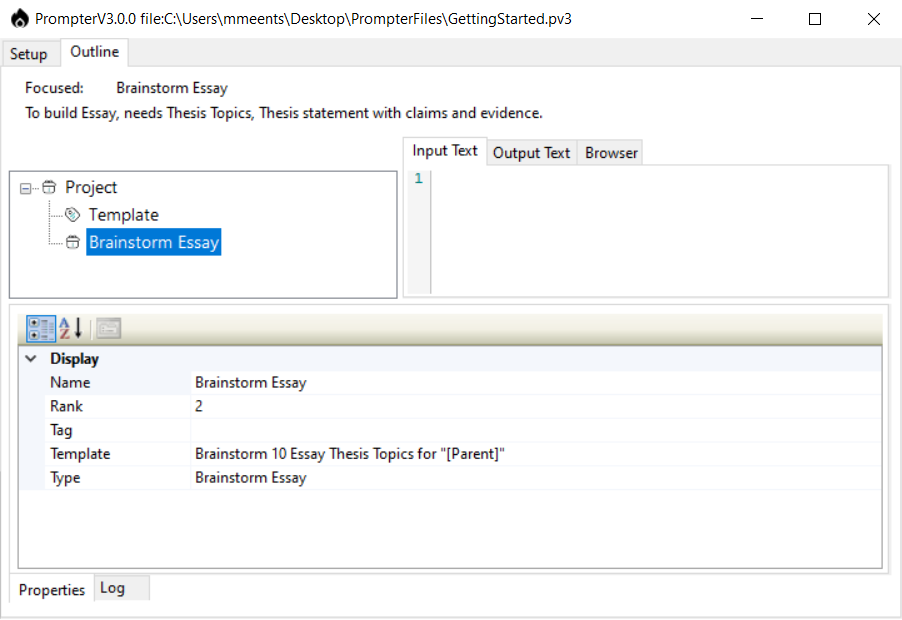 PrompterV3.0.0 file:C:\Users\mmeents\Desktop\PrompterFiles\GettingStarted.pv3
Setup Outline
Focused: Brainstorm Essay
To build Essay, needs Thesis Topics, Thesis statement with claims and evidence.
Input Text Output Text Browser
1
Project
Template
Brainstorm Essay
A
Z
Display
Name Brainstorm Essay
Rank 2
Tag
Template Brainstorm 10 Essay Thesis Topics for "[Parent]"
Type Brainstorm Essay
Properties Log